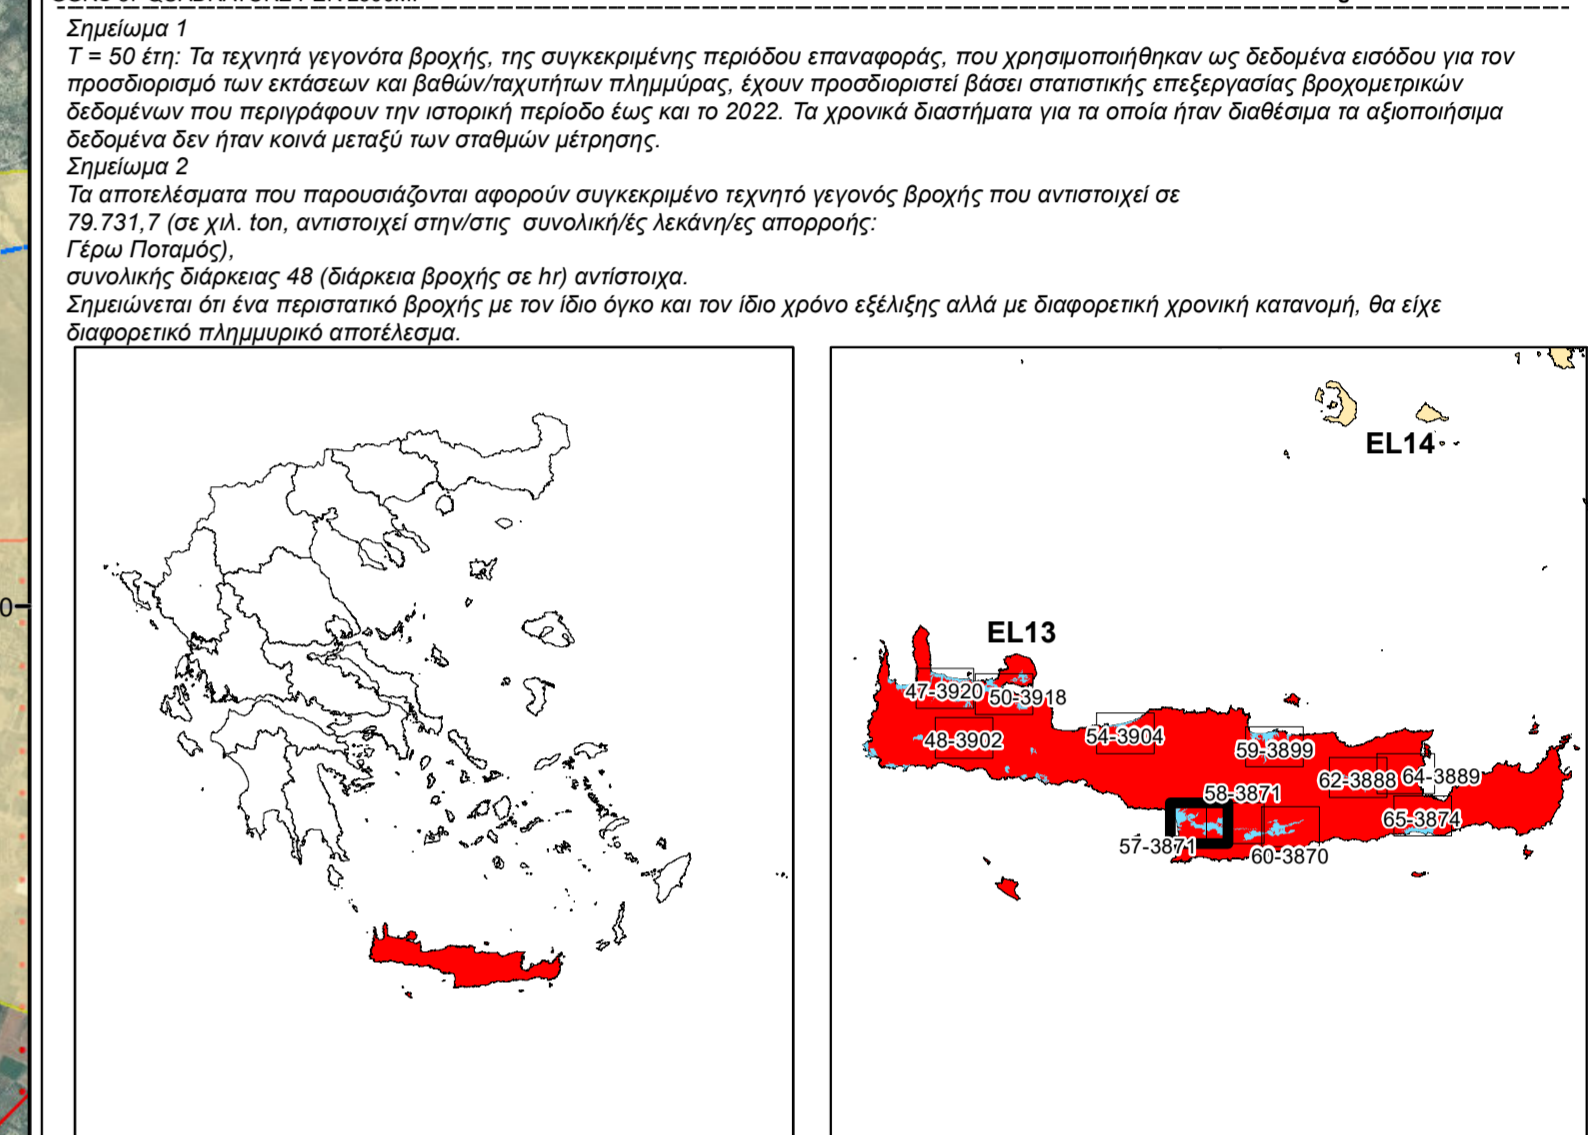 Σημείωμα 1
T = 50 έτη: Τα τεχνητά γεγονότα βροχής, της συγκεκριμένης περιόδου επαναφοράς, που χρησιμοποιήθηκαν ως δεδομένα εισόδου για τον
προσδιορισμό των εκτάσεων και βαθών/ταχυτήτων πλημμύρας, έχουν προσδιοριστεί βάσει στατιστικής επεξεργασίας βροχομετρικών
δεδομένων που περιγράφουν την ιστορική περίοδο έως και το 2022. Τα χρονικά διαστήματα για τα οποία ήταν διαθέσιμα τα αξιοποιήσιμα
δεδομένα δεν ήταν κοινά μεταξύ των σταθμών μέτρησης.
Σημείωμα 2
Τα αποτελέσματα που παρουσιάζονται αφορούν συγκεκριμένο τεχνητό γεγονός βροχής που αντιστοιχεί σε
79.731,7 (σε χιλ. ton, αντιστοιχεί στην/στις συνολική/ές λεκάνη/ες απορροής:
Γέρω Ποταμός),
συνολικής διάρκειας 48 (διάρκεια βροχής σε hr) αντίστοιχα.
Σημειώνεται ότι ένα περιστατικό βροχής με τον ίδιο όγκο και τον ίδιο χρόνο εξέλιξης αλλά με διαφορετική χρονική κατανομή, θα είχε
διαφορετικό πλημμυρικό αποτέλεσμα.
EL14
0
EL13
47-3920
50-3918
48-3902
54-3904
59-3899
62-3888
64-3889
58-3871
65-3874
57-3871
60-3870